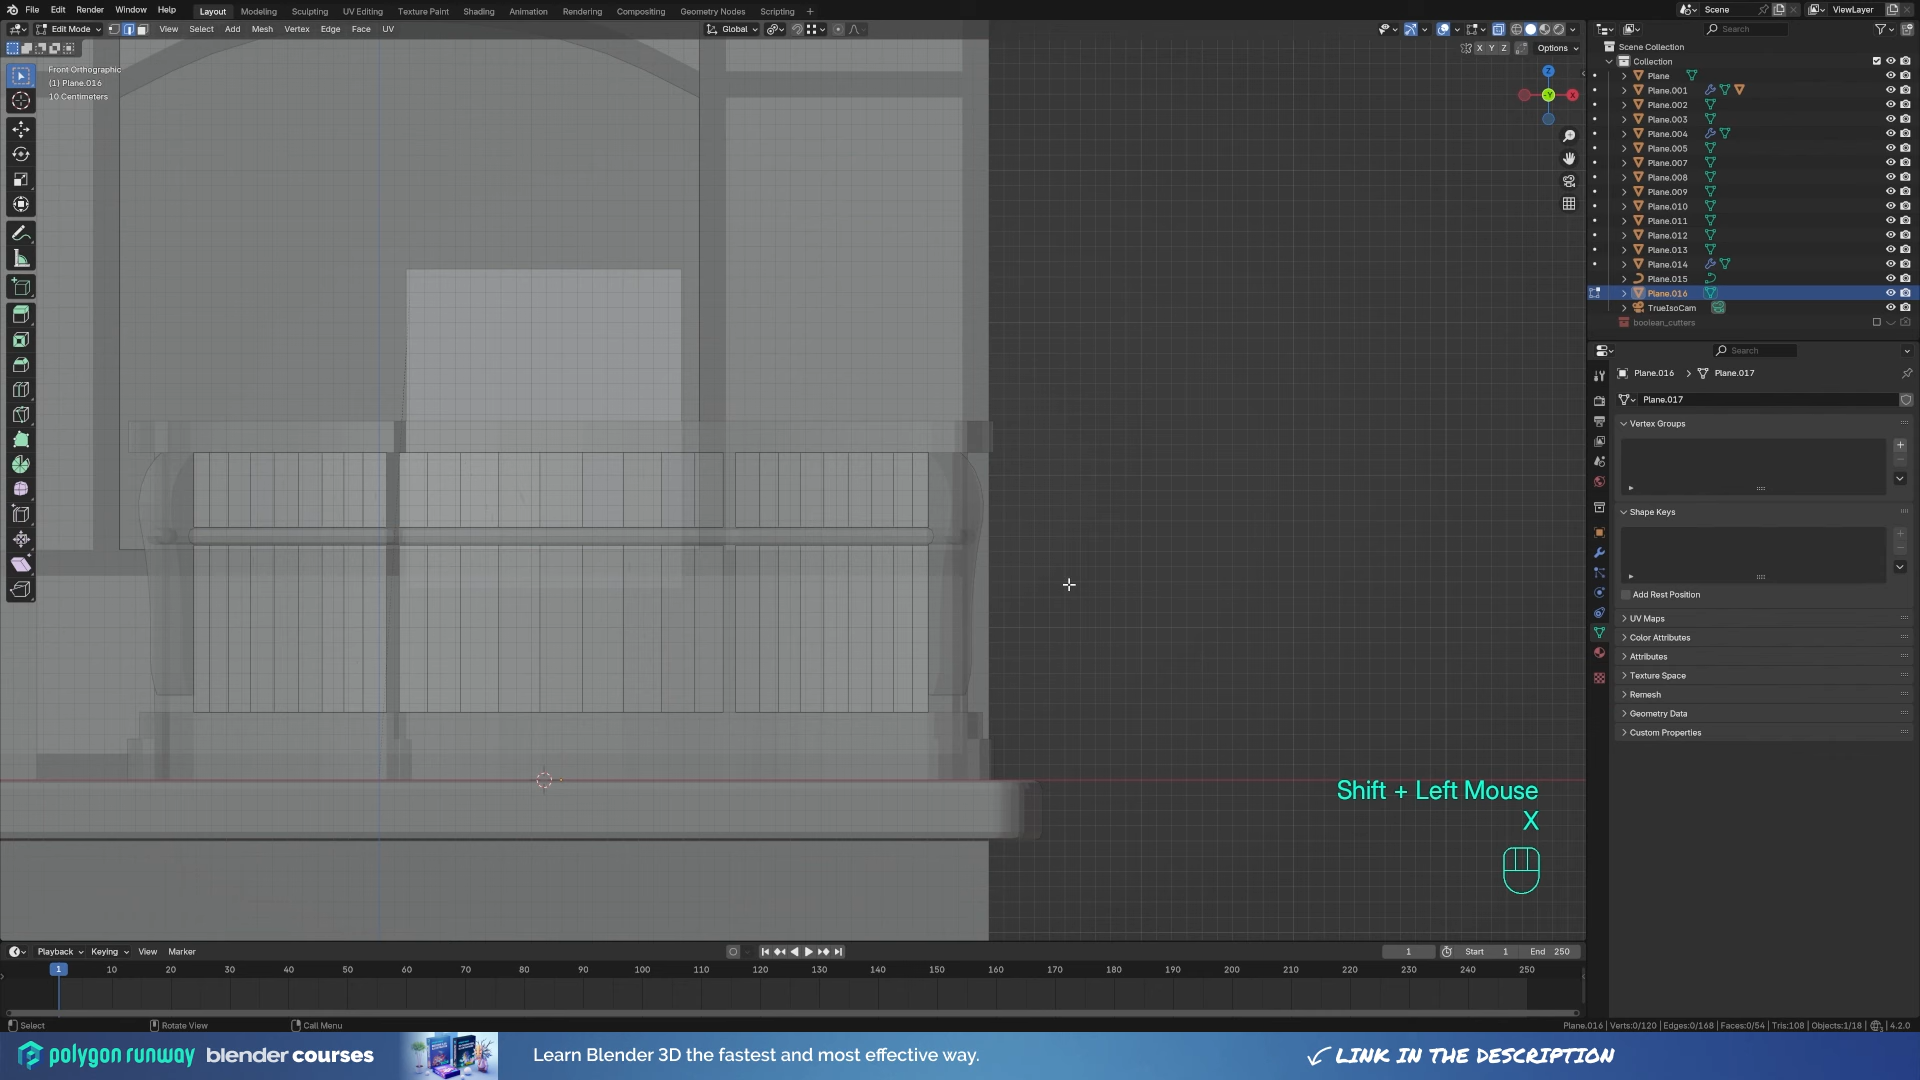 File Edit Render Window Help Layout Modeling Sculpting UV Editing Texture Paint Shading Animation Rendering Compositing Geometry Nodes Scripting + Scene ViewLayer
Edit Mode View Select Add Mesh Vertex Edge Face UV Global Search
X Y Z Options
Front Orthographic
(1) Plane.016
10 Centimeters
Z
-Y X
Scene Collection
Collection
Plane
Plane.001
Plane.002
Plane.003
Plane.004
Plane.005
Plane.007
Plane.008
Plane.009
Plane.010
Plane.011
Plane.012
Plane.013
Plane.014
Plane.015
Plane.016
TrueIsoCam
boolean_cutters
Search
Plane.016 > Plane.017
Plane.017
Vertex Groups
Shape Keys
Add Rest Position
UV Maps
Color Attributes
Attributes
Texture Space
Remesh
Geometry Data
Custom Properties
Shift + Left Mouse
X
Playback Keying View Marker 1 Start 1 End 250
1 10 20 30 40 50 60 70 80 90 100 110 120 130 140 150 160 170 180 190 200 210 220 230 240 250
Select Rotate View Call Menu Plane.016 | Verts:0/120 | Edges:0/168 | Faces:0/54 | Tris:108 | Objects:1/18 | 4.2.0
polygon runway blender courses Learn Blender 3D the fastest and most effective way. LINK IN THE DESCRIPTION